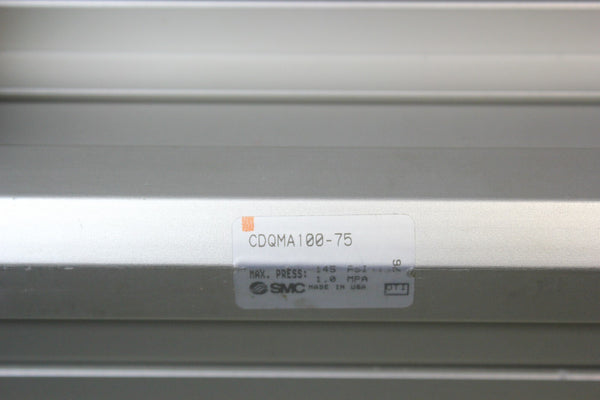 CDQMA100-75
MAX. PRESS: 145 PSI
1.0 MPA
SMC MADE IN USA